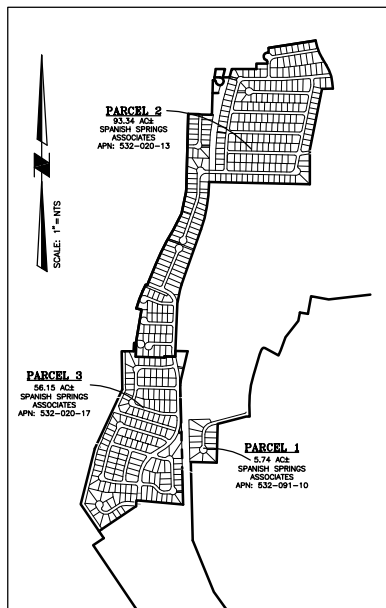 PARCEL 2
93.34 AC±
SPANISH SPRINGS
ASSOCIATES
APN: 532-020-13
N
SCALE: 1" = NTS
PARCEL 3
56.15 AC±
SPANISH SPRINGS
ASSOCIATES
APN: 532-020-17
PARCEL 1
5.74 AC±
SPANISH SPRINGS
ASSOCIATES
APN: 532-091-10